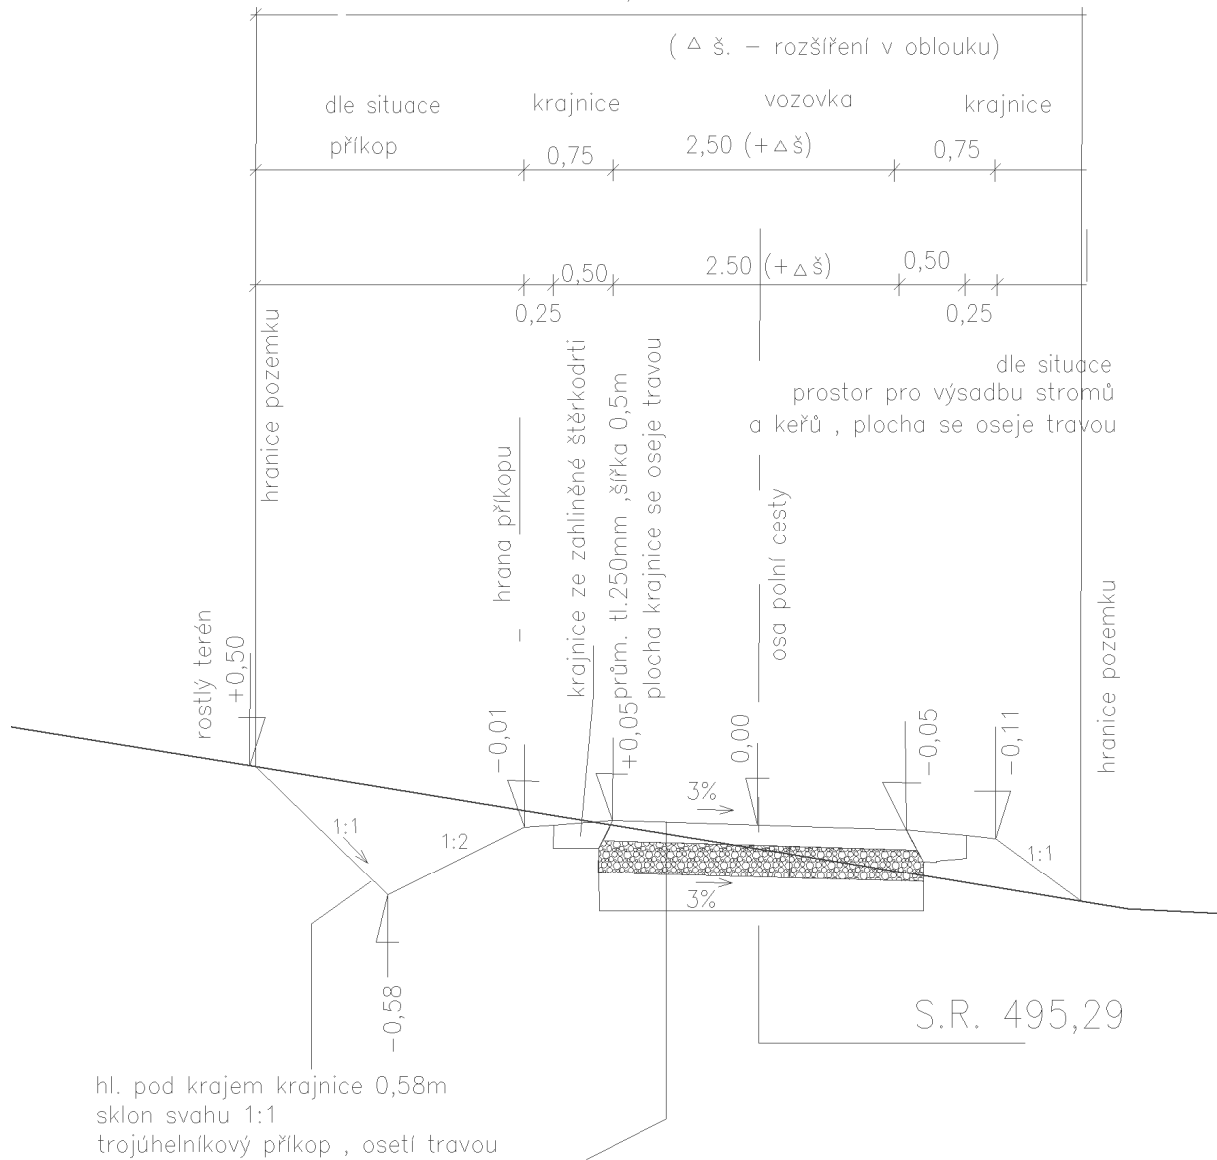 ( Δ š. – rozšíření v oblouku)
dle situace
krajnice
vozovka
krajnice
příkop
0,75
2,50 (+Δš)
0,75
0,50
2.50 (+Δš)
0,50
0,25
0,25
hranice pozemku
hrana příkopu
krajnice ze zahliněné štěrkodrti
prům. tl.250mm ,šířka 0,5m
plocha krajnice se oseje travou
osa polní cesty
dle situace
prostor pro výsadbu stromů
a keřů , plocha se oseje travou
hranice pozemku
rostlý terén
+0,50
-0,01
+0,05
0,00
-0,05
-0,11
3%
1:1
1:2
1:1
3%
-0,58
S.R. 495,29
hl. pod krajem krajnice 0,58m
sklon svahu 1:1
trojúhelníkový příkop , osetí travou